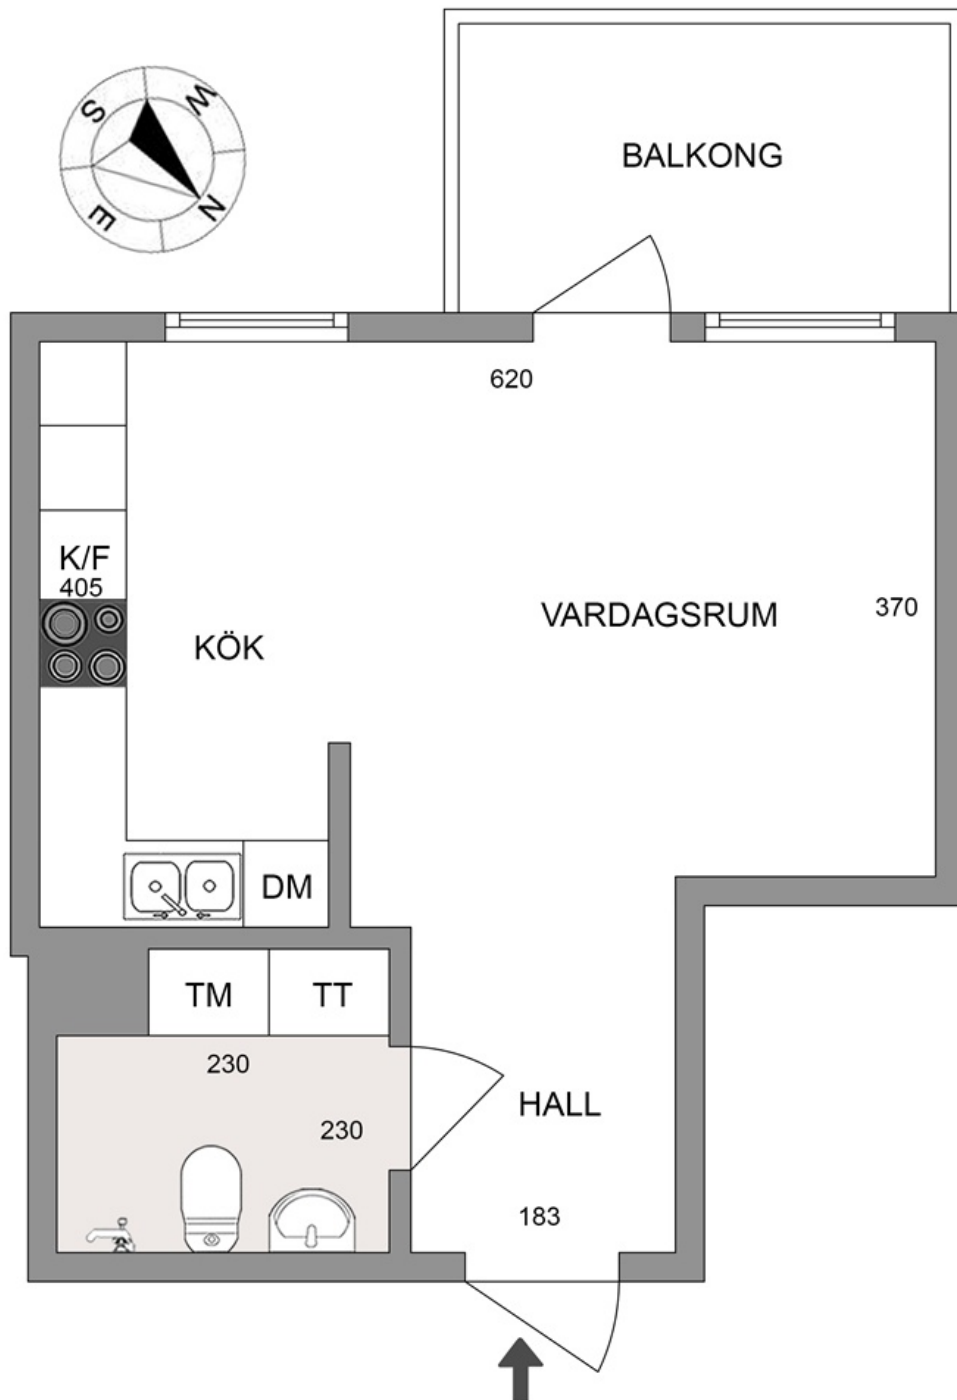 S
W
E
N
BALKONG
620
K/F
405
KÖK
VARDAGSRUM
370
DM
TM
TT
230
230
HALL
183